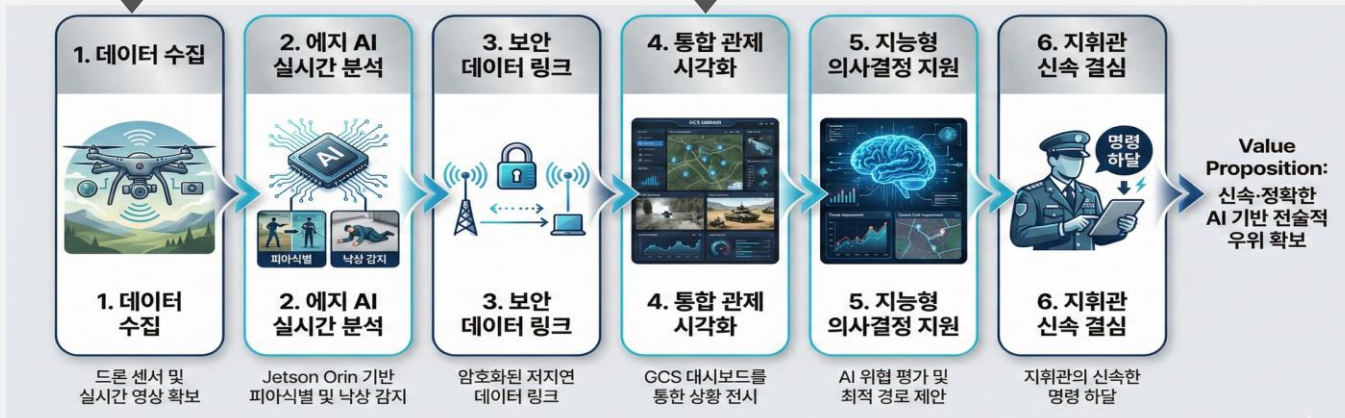 1. 데이터 수집
2. 에지 AI
실시간 분석
3. 보안
데이터 링크
4. 통합 관제
시각화
5. 지능형
의사결정 지원
6. 지휘관
신속 결심
AI
피아식별
낙상 감지
명령
하달
1. 데이터
수집
2. 에지 AI
실시간 분석
3. 보안
데이터 링크
4. 통합 관제
시각화
5. 지능형
의사결정 지원
6. 지휘관
신속 결심
드론 센서 및
실시간 영상 확보
Jetson Orin 기반
피아식별 및 낙상 감지
암호화된 저지연
데이터 링크
GCS 대시보드를
통한 상황 전시
AI 위협 평가 및
최적 경로 제안
지휘관의 신속한
명령 하달
Value
Proposition:
신속·정확한
AI 기반 전술적
우위 확보